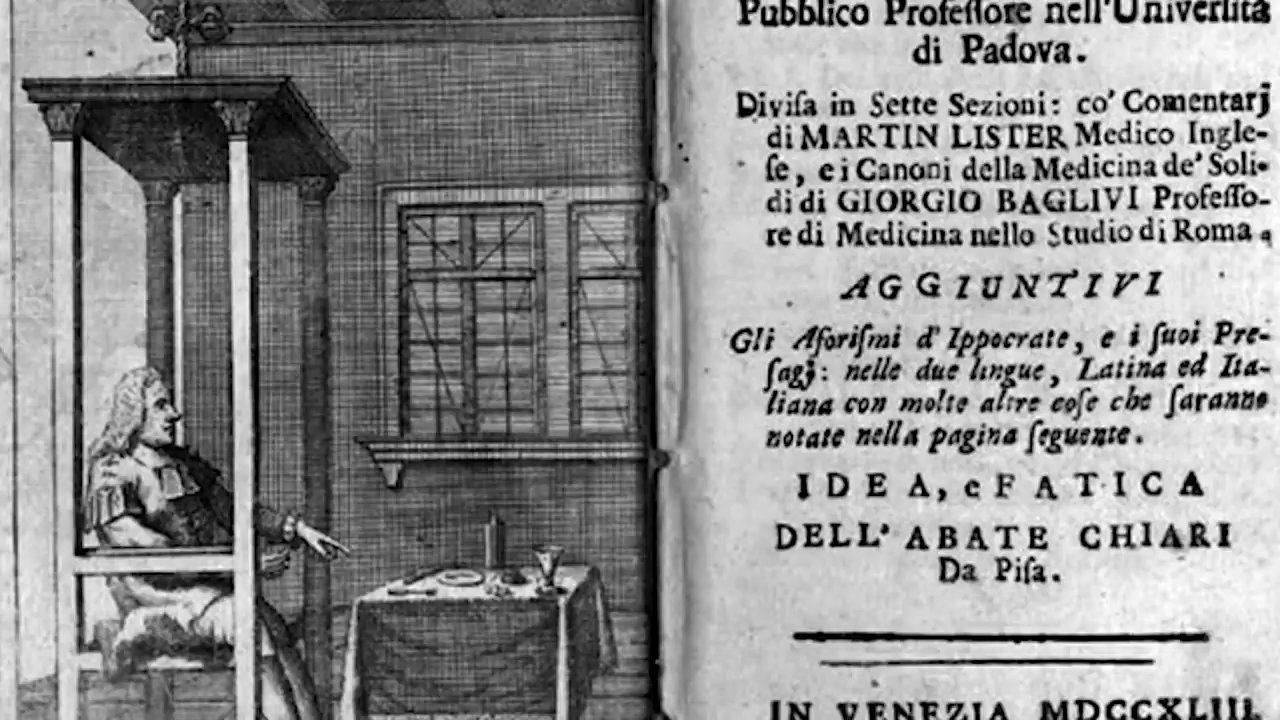 Pubblico Profeſſore nell'Univerſità
di Padova.
Diviſa in Sette Sezioni: co' Comentarj
di MARTIN LISTER Medico Ingle-
ſe, e i Canoni della Medicina de' Soli-
di di GIORGIO BAGLIVI Profeſſo-
re di Medicina nello Studio di Roma.
AGGIUNTIVI
Gli Aforiſmi d'Ippocrate, e i ſuoi Pre-
ſagj: nelle due lingue, Latina ed Ita-
liana con molte altre coſe che ſaranno
notate nella pagina ſeguente.
IDEA, e FATICA
DELL' ABATE CHIARI
Da Piſa.
IN VENEZIA MDCCXLIII.